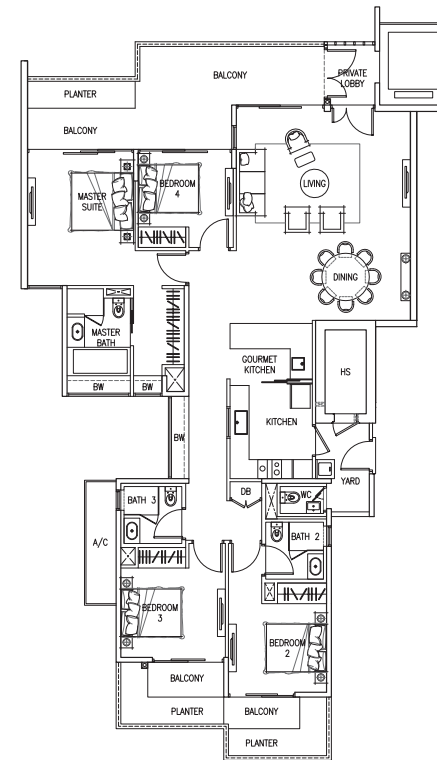 BALCONY
PRIVATE
LOBBY
PLANTER
BALCONY
MASTER
SUITE
BEDROOM
4
LIVING
DINING
MASTER
BATH
GOURMET
KITCHEN
HS
BW
BW
KITCHEN
BW
YARD
DB
WC
BATH 3
A/C
BATH 2
BEDROOM
3
BEDROOM
2
BALCONY
PLANTER
BALCONY
PLANTER